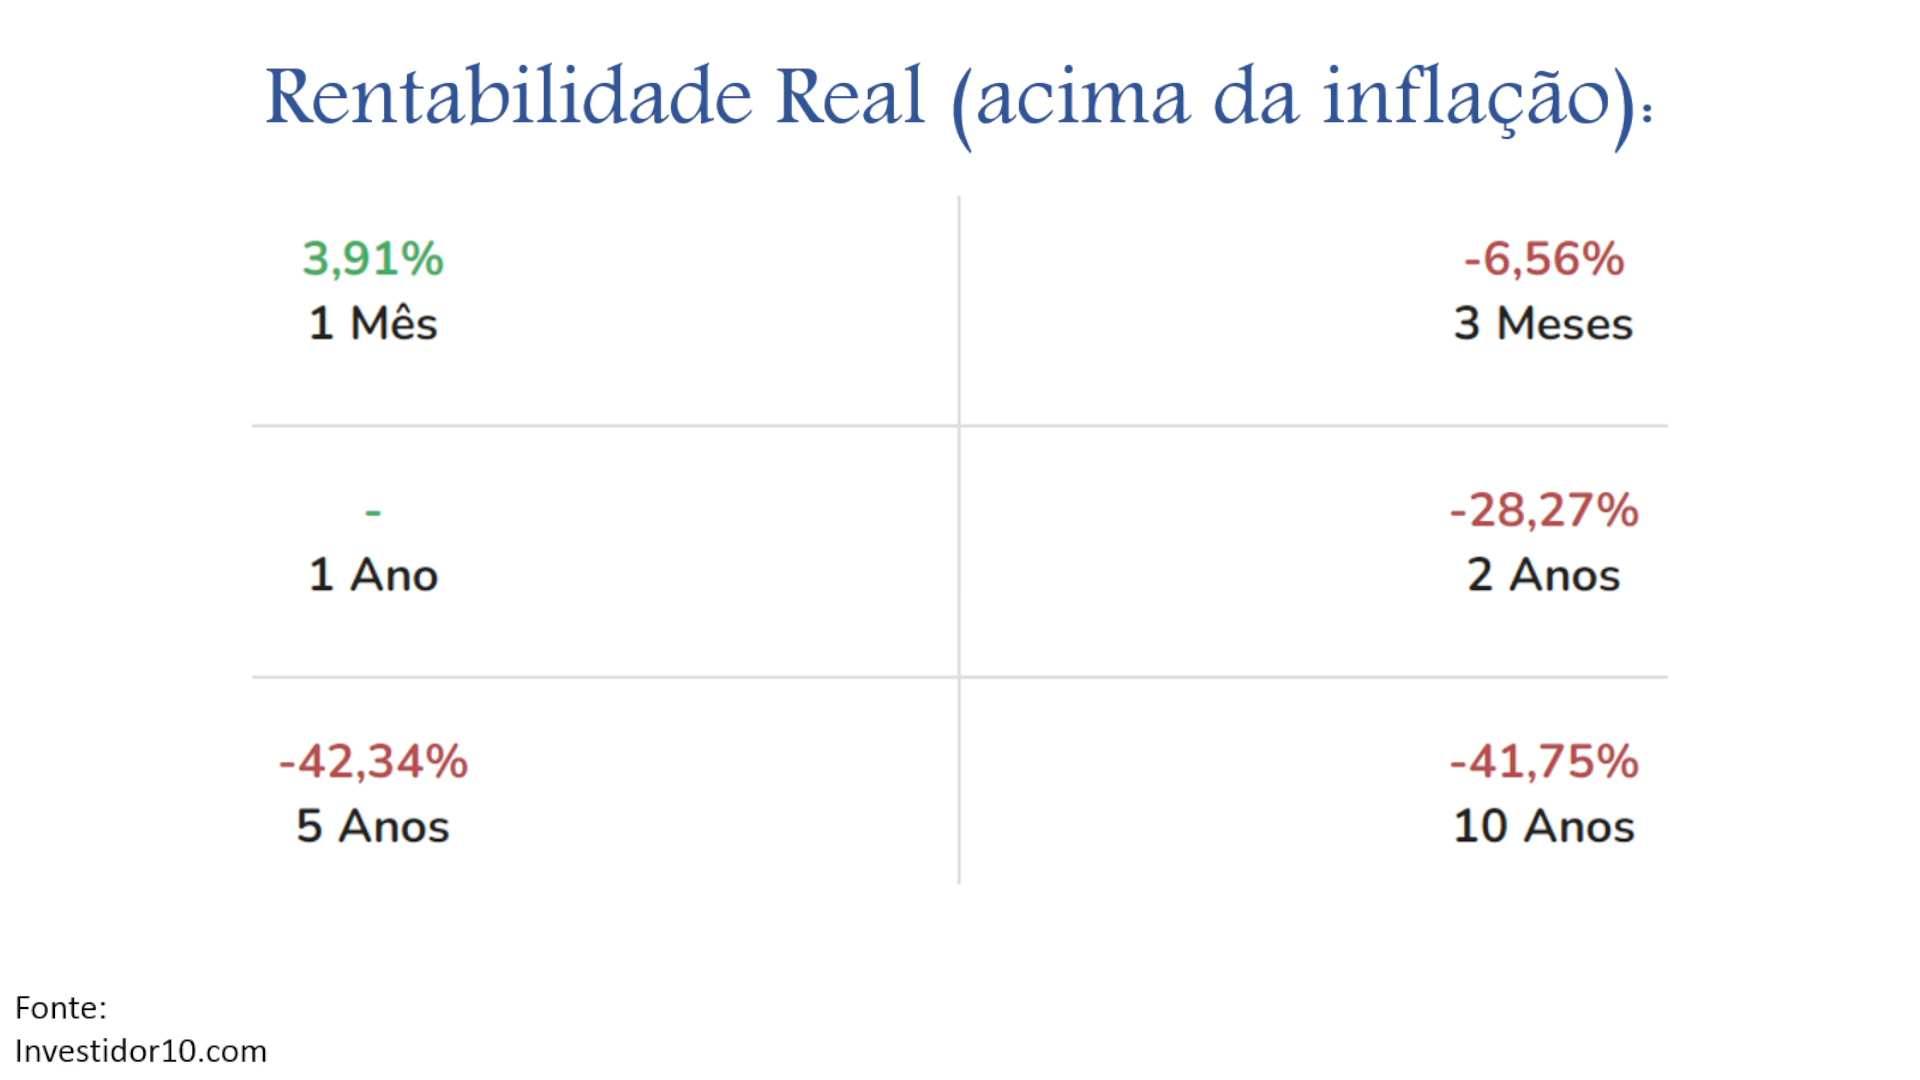 Rentabilidade Real (acima da inflação):
3,91%
1 Mês
-6,56%
3 Meses
-
1 Ano
-28,27%
2 Anos
-42,34%
5 Anos
-41,75%
10 Anos
Fonte:
Investidor10.com